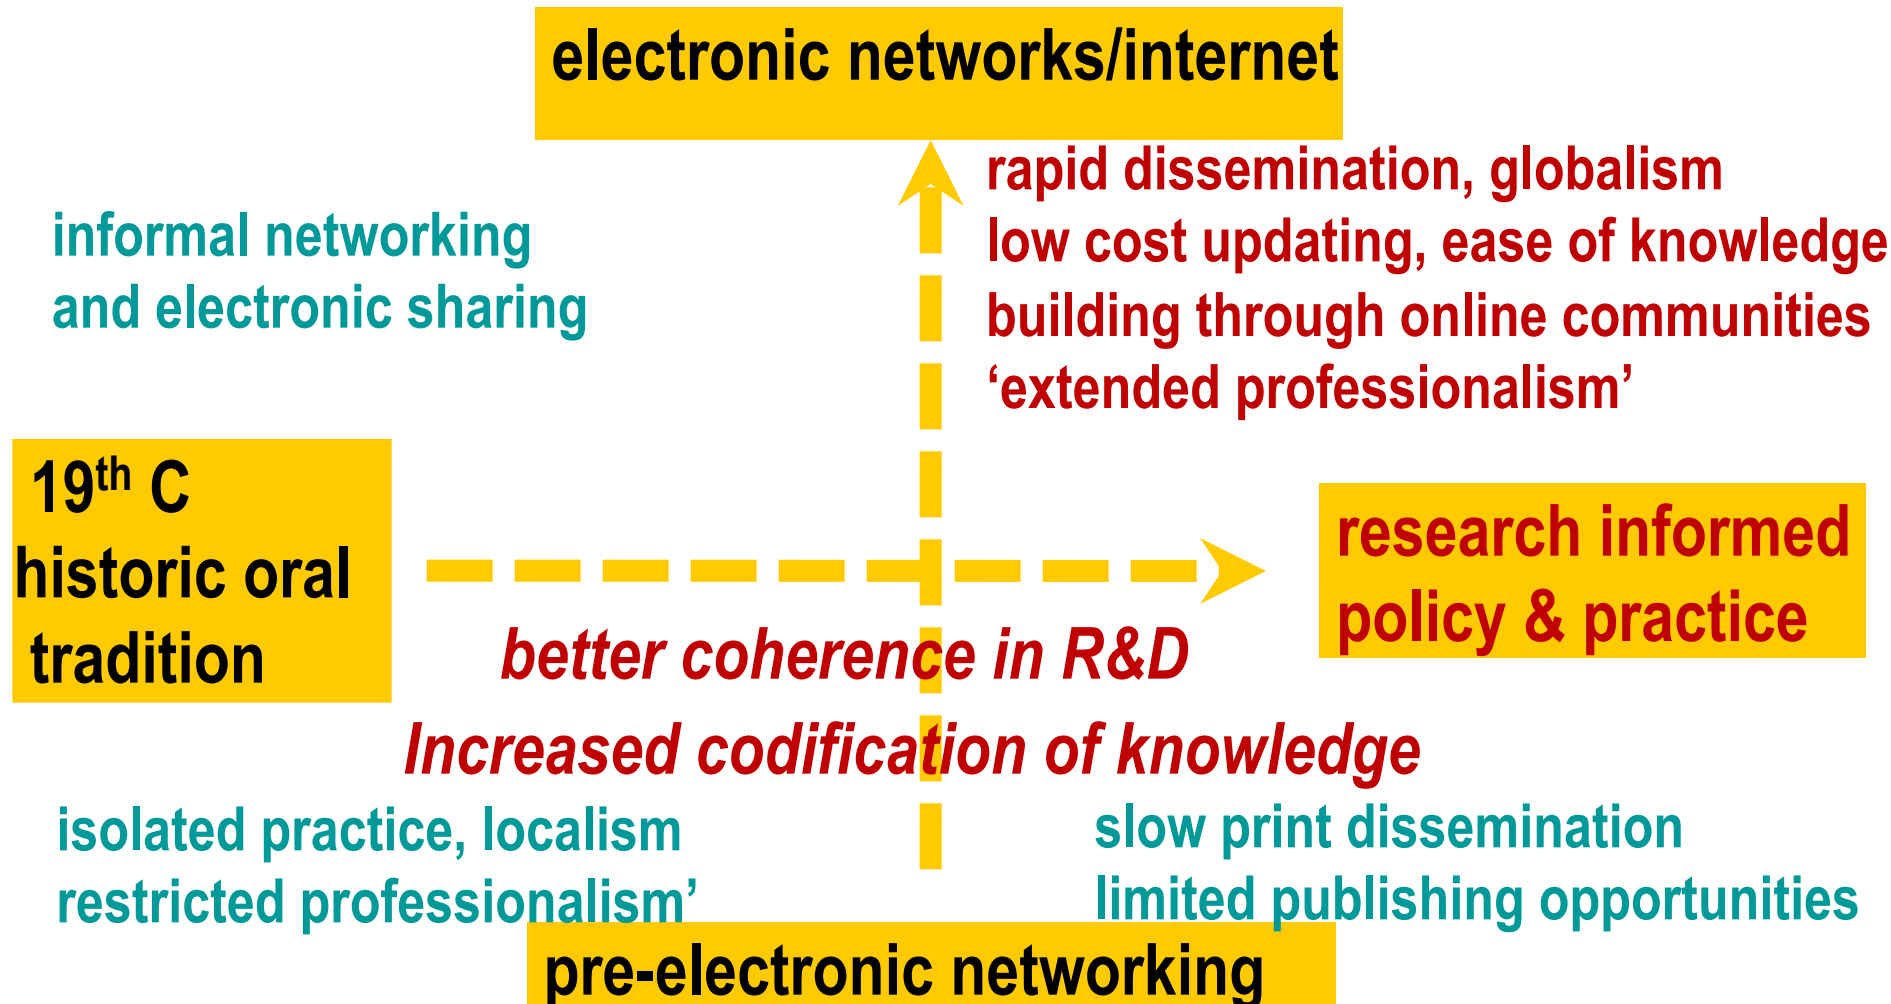 electronic networks/internet
informal networking
and electronic sharing
rapid dissemination, globalism
low cost updating, ease of knowledge
building through online communities
‘extended professionalism’
19th C
historic oral
tradition
research informed
policy & practice
better coherence in R&D
Increased codification of knowledge
isolated practice, localism
restricted professionalism’
slow print dissemination
limited publishing opportunities
pre-electronic networking